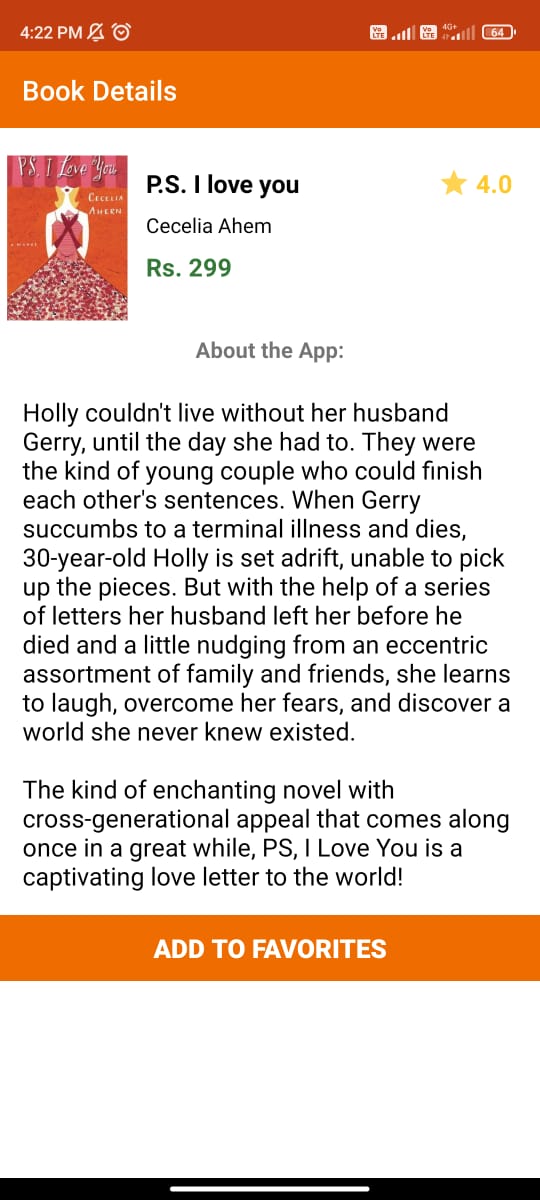 4:22 PM
Vo LTE
Vo LTE
4G+
64
Book Details
PS, I Love You
CECELIA
AHERN
A NOVEL
P.S. I love you
4.0
Cecelia Ahem
Rs. 299
About the App:
Holly couldn't live without her husband
Gerry, until the day she had to. They were
the kind of young couple who could finish
each other's sentences. When Gerry
succumbs to a terminal illness and dies,
30-year-old Holly is set adrift, unable to pick
up the pieces. But with the help of a series
of letters her husband left her before he
died and a little nudging from an eccentric
assortment of family and friends, she learns
to laugh, overcome her fears, and discover a
world she never knew existed.
The kind of enchanting novel with
cross-generational appeal that comes along
once in a great while, PS, I Love You is a
captivating love letter to the world!
ADD TO FAVORITES